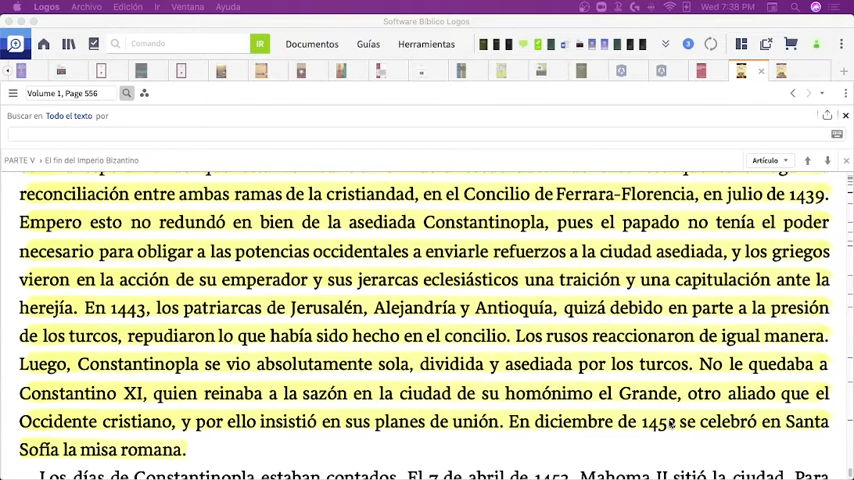 Logos Archivo Ir Ventana Ayuda Wed 7:38 PM
Software Bíblico Logos
Comando IR Documentos Guías Herramientas 3
Volume 1, Page 556
Buscar en Todo el texto por
PARTE V › El fin del Imperio Bizantino Artículo
reconciliación entre ambas ramas de la cristiandad, en el Concilio de Ferrara-Florencia, en julio de 1439.
Empero esto no redundó en bien de la asediada Constantinopla, pues el papado no tenía el poder
necesario para obligar a las potencias occidentales a enviarle refuerzos a la ciudad asediada, y los griegos
vieron en la acción de su emperador y sus jerarcas eclesiásticos una traición y una capitulación ante la
herejía. En 1443, los patriarcas de Jerusalén, Alejandría y Antioquía, quizá debido en parte a la presión
de los turcos, repudiaron lo que había sido hecho en el concilio. Los rusos reaccionaron de igual manera.
Luego, Constantinopla se vio absolutamente sola, dividida y asediada por los turcos. No le quedaba a
Constantino XI, quien reinaba a la sazón en la ciudad de su homónimo el Grande, otro aliado que el
Occidente cristiano, y por ello insistió en sus planes de unión. En diciembre de 1452 se celebró en Santa
Sofía la misa romana.
Los días de Constantinopla estaban contados. El 7 de abril de 1453, Mahoma II sitió la ciudad. Para